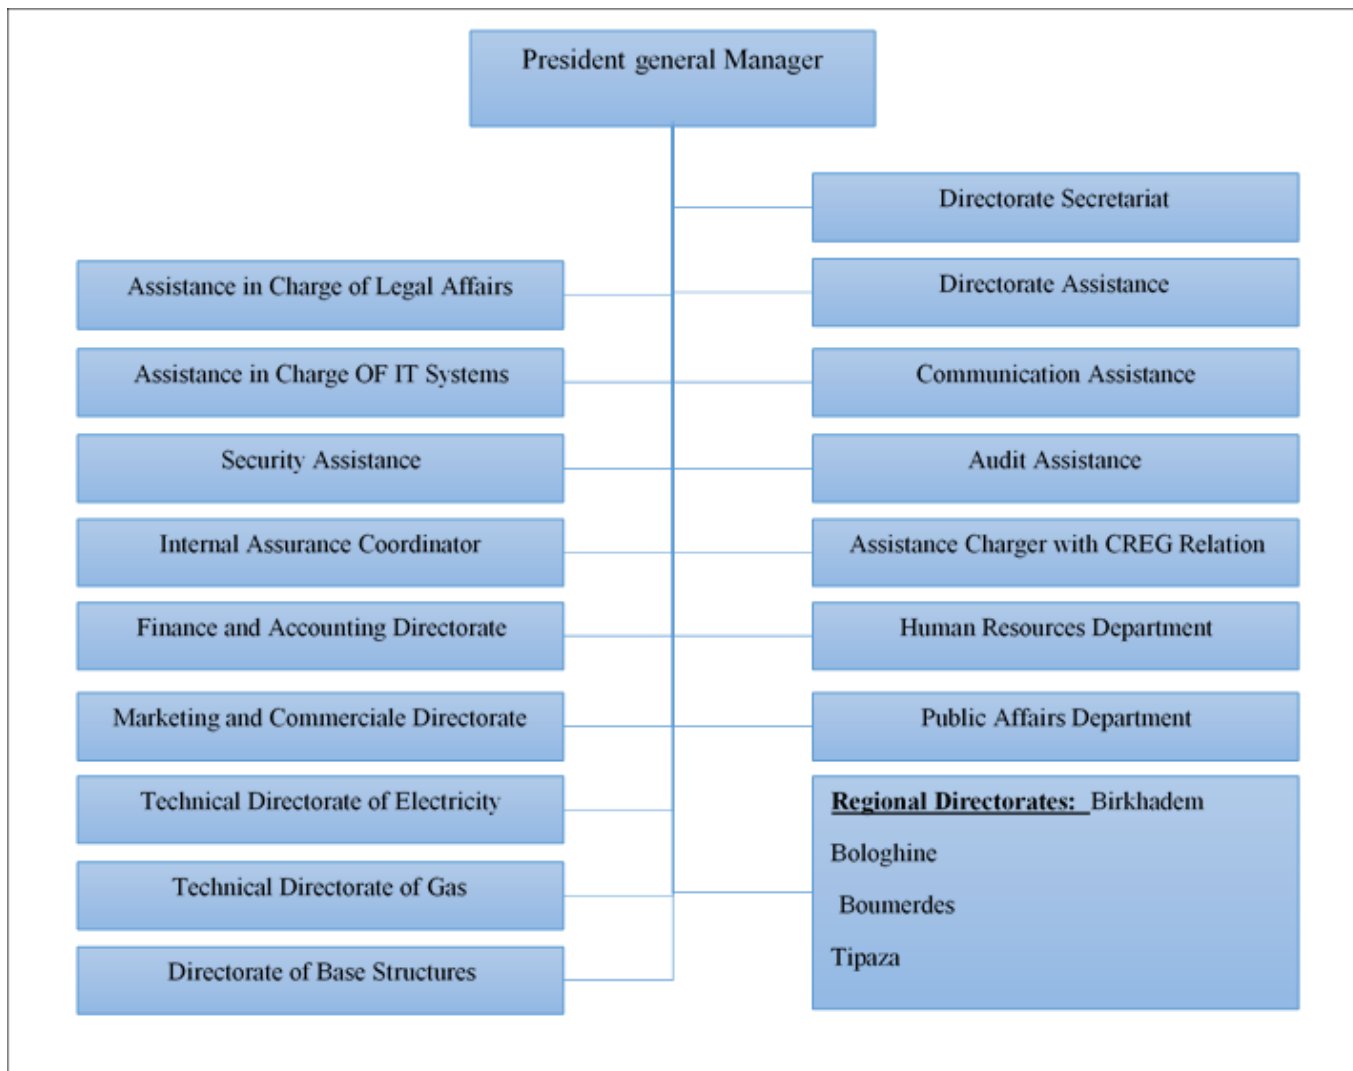 President general Manager
Directorate Secretariat
Assistance in Charge of Legal Affairs
Directorate Assistance
Assistance in Charge OF IT Systems
Communication Assistance
Security Assistance
Audit Assistance
Internal Assurance Coordinator
Assistance Charger with CREG Relation
Finance and Accounting Directorate
Human Resources Department
Marketing and Commerciale Directorate
Public Affairs Department
Technical Directorate of Electricity
Technical Directorate of Gas
Directorate of Base Structures
Regional Directorates: Birkhadem
Bologhine
Boumerdes
Tipaza